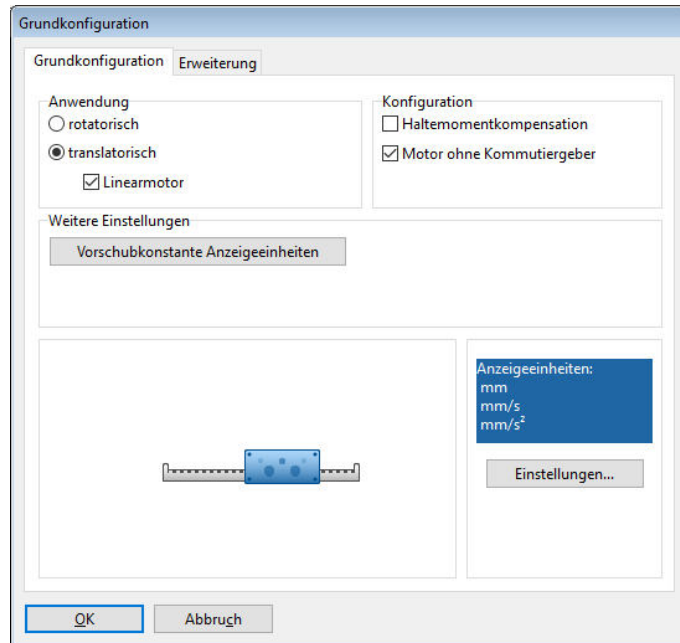 Grundkonfiguration
Grundkonfiguration
Erweiterung
Anwendung
rotatorisch
translatorisch
Linearmotor
Konfiguration
Haltemomentkompensation
Motor ohne Kommutiergeber
Weitere Einstellungen
Vorschubkonstante Anzeigeeinheiten
Anzeigeeinheiten:
mm
mm/s
mm/s²
Einstellungen...
OK
Abbruch